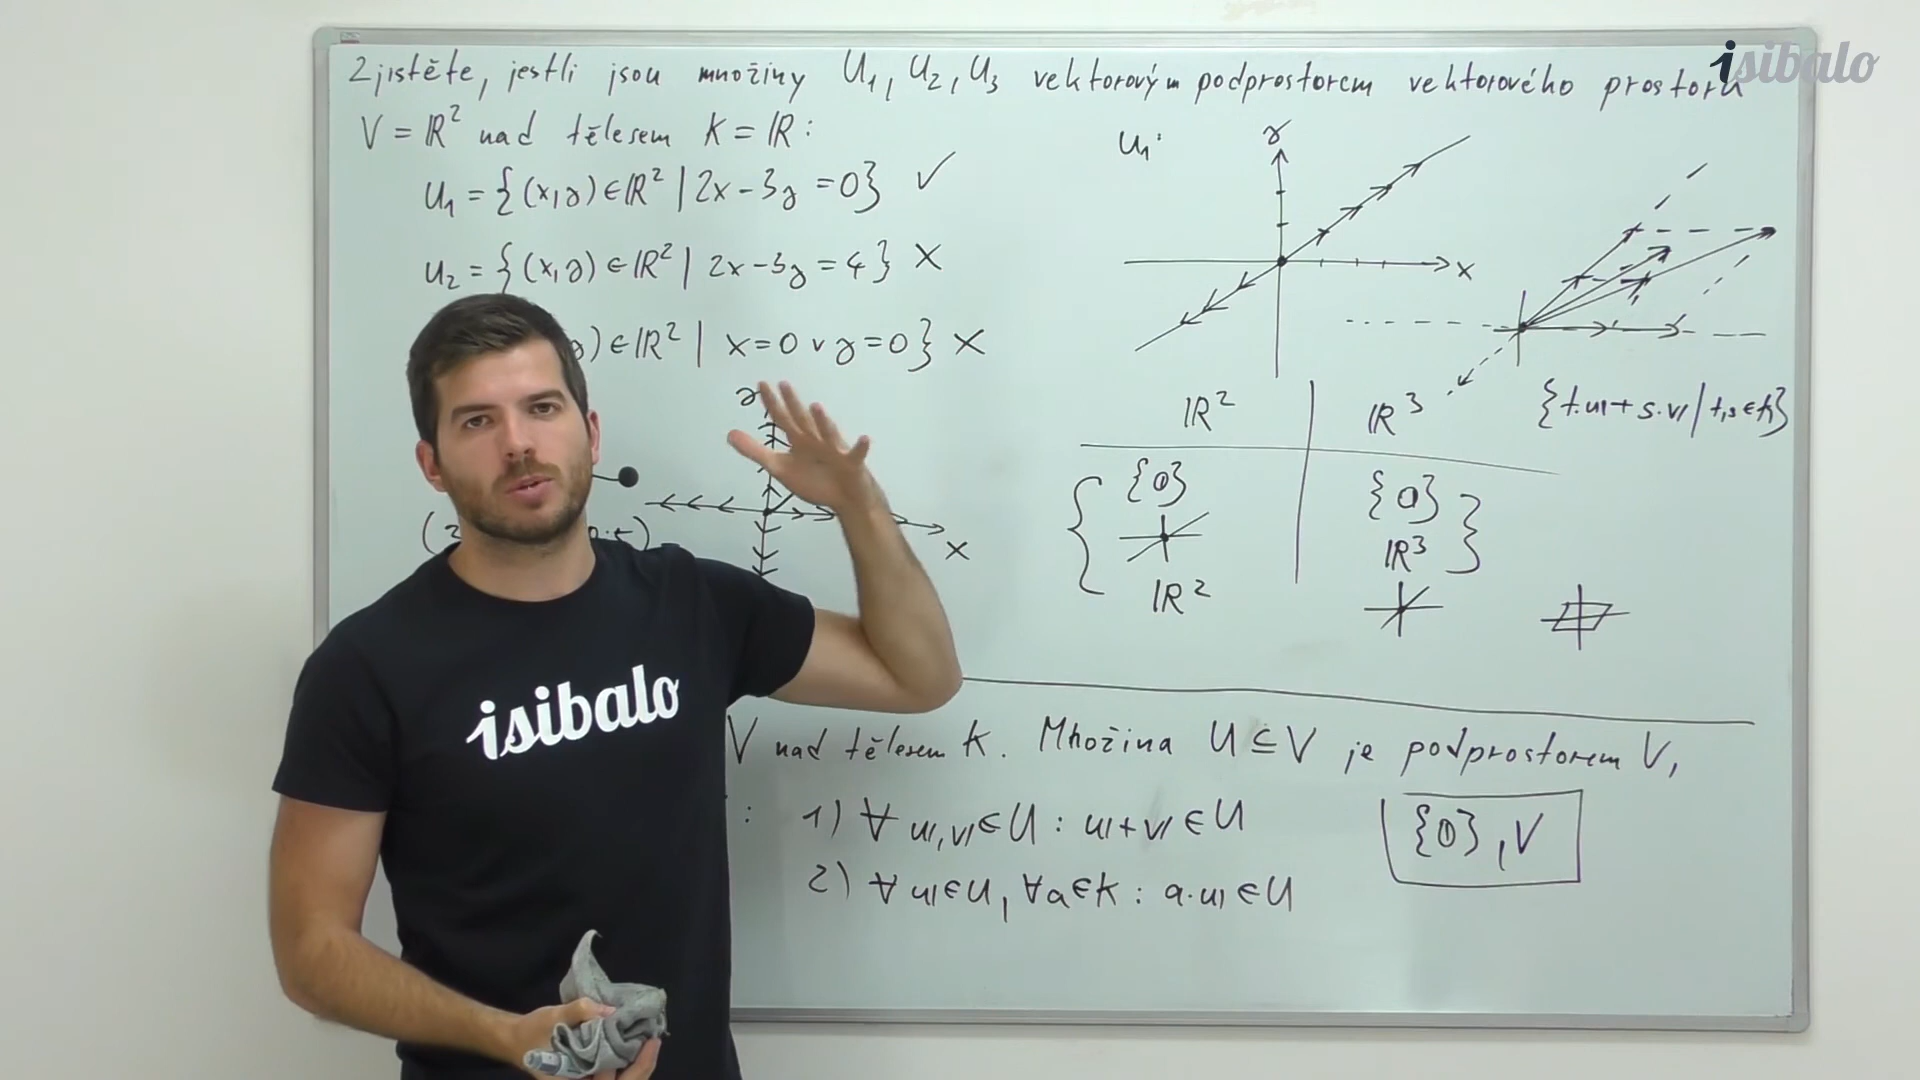 isibalo
Zjistěte, jestli jsou množiny U₁, U₂, U₃ vektorovým podprostorem vektorového prostoru
V = ℝ² nad tělesem K = ℝ:
U₁ = {(x,y) ∈ ℝ² | 2x - 3y = 0} ✓
U₂ = {(x,y) ∈ ℝ² | 2x - 3y = 4} X
y) ∈ ℝ² | x = 0 ∨ y = 0} X
y
x
U₁:
y
x
ℝ²
ℝ³
{t·u + s·v | t,s ∈ K}
{0}
{0}
ℝ³
ℝ²
isibalo
V nad tělesem K. Množina U ⊆ V je podprostorem V,
: 1) ∀ u,v ∈ U : u + v ∈ U
{0}, V
2) ∀ u ∈ U, ∀ a ∈ K : a·u ∈ U